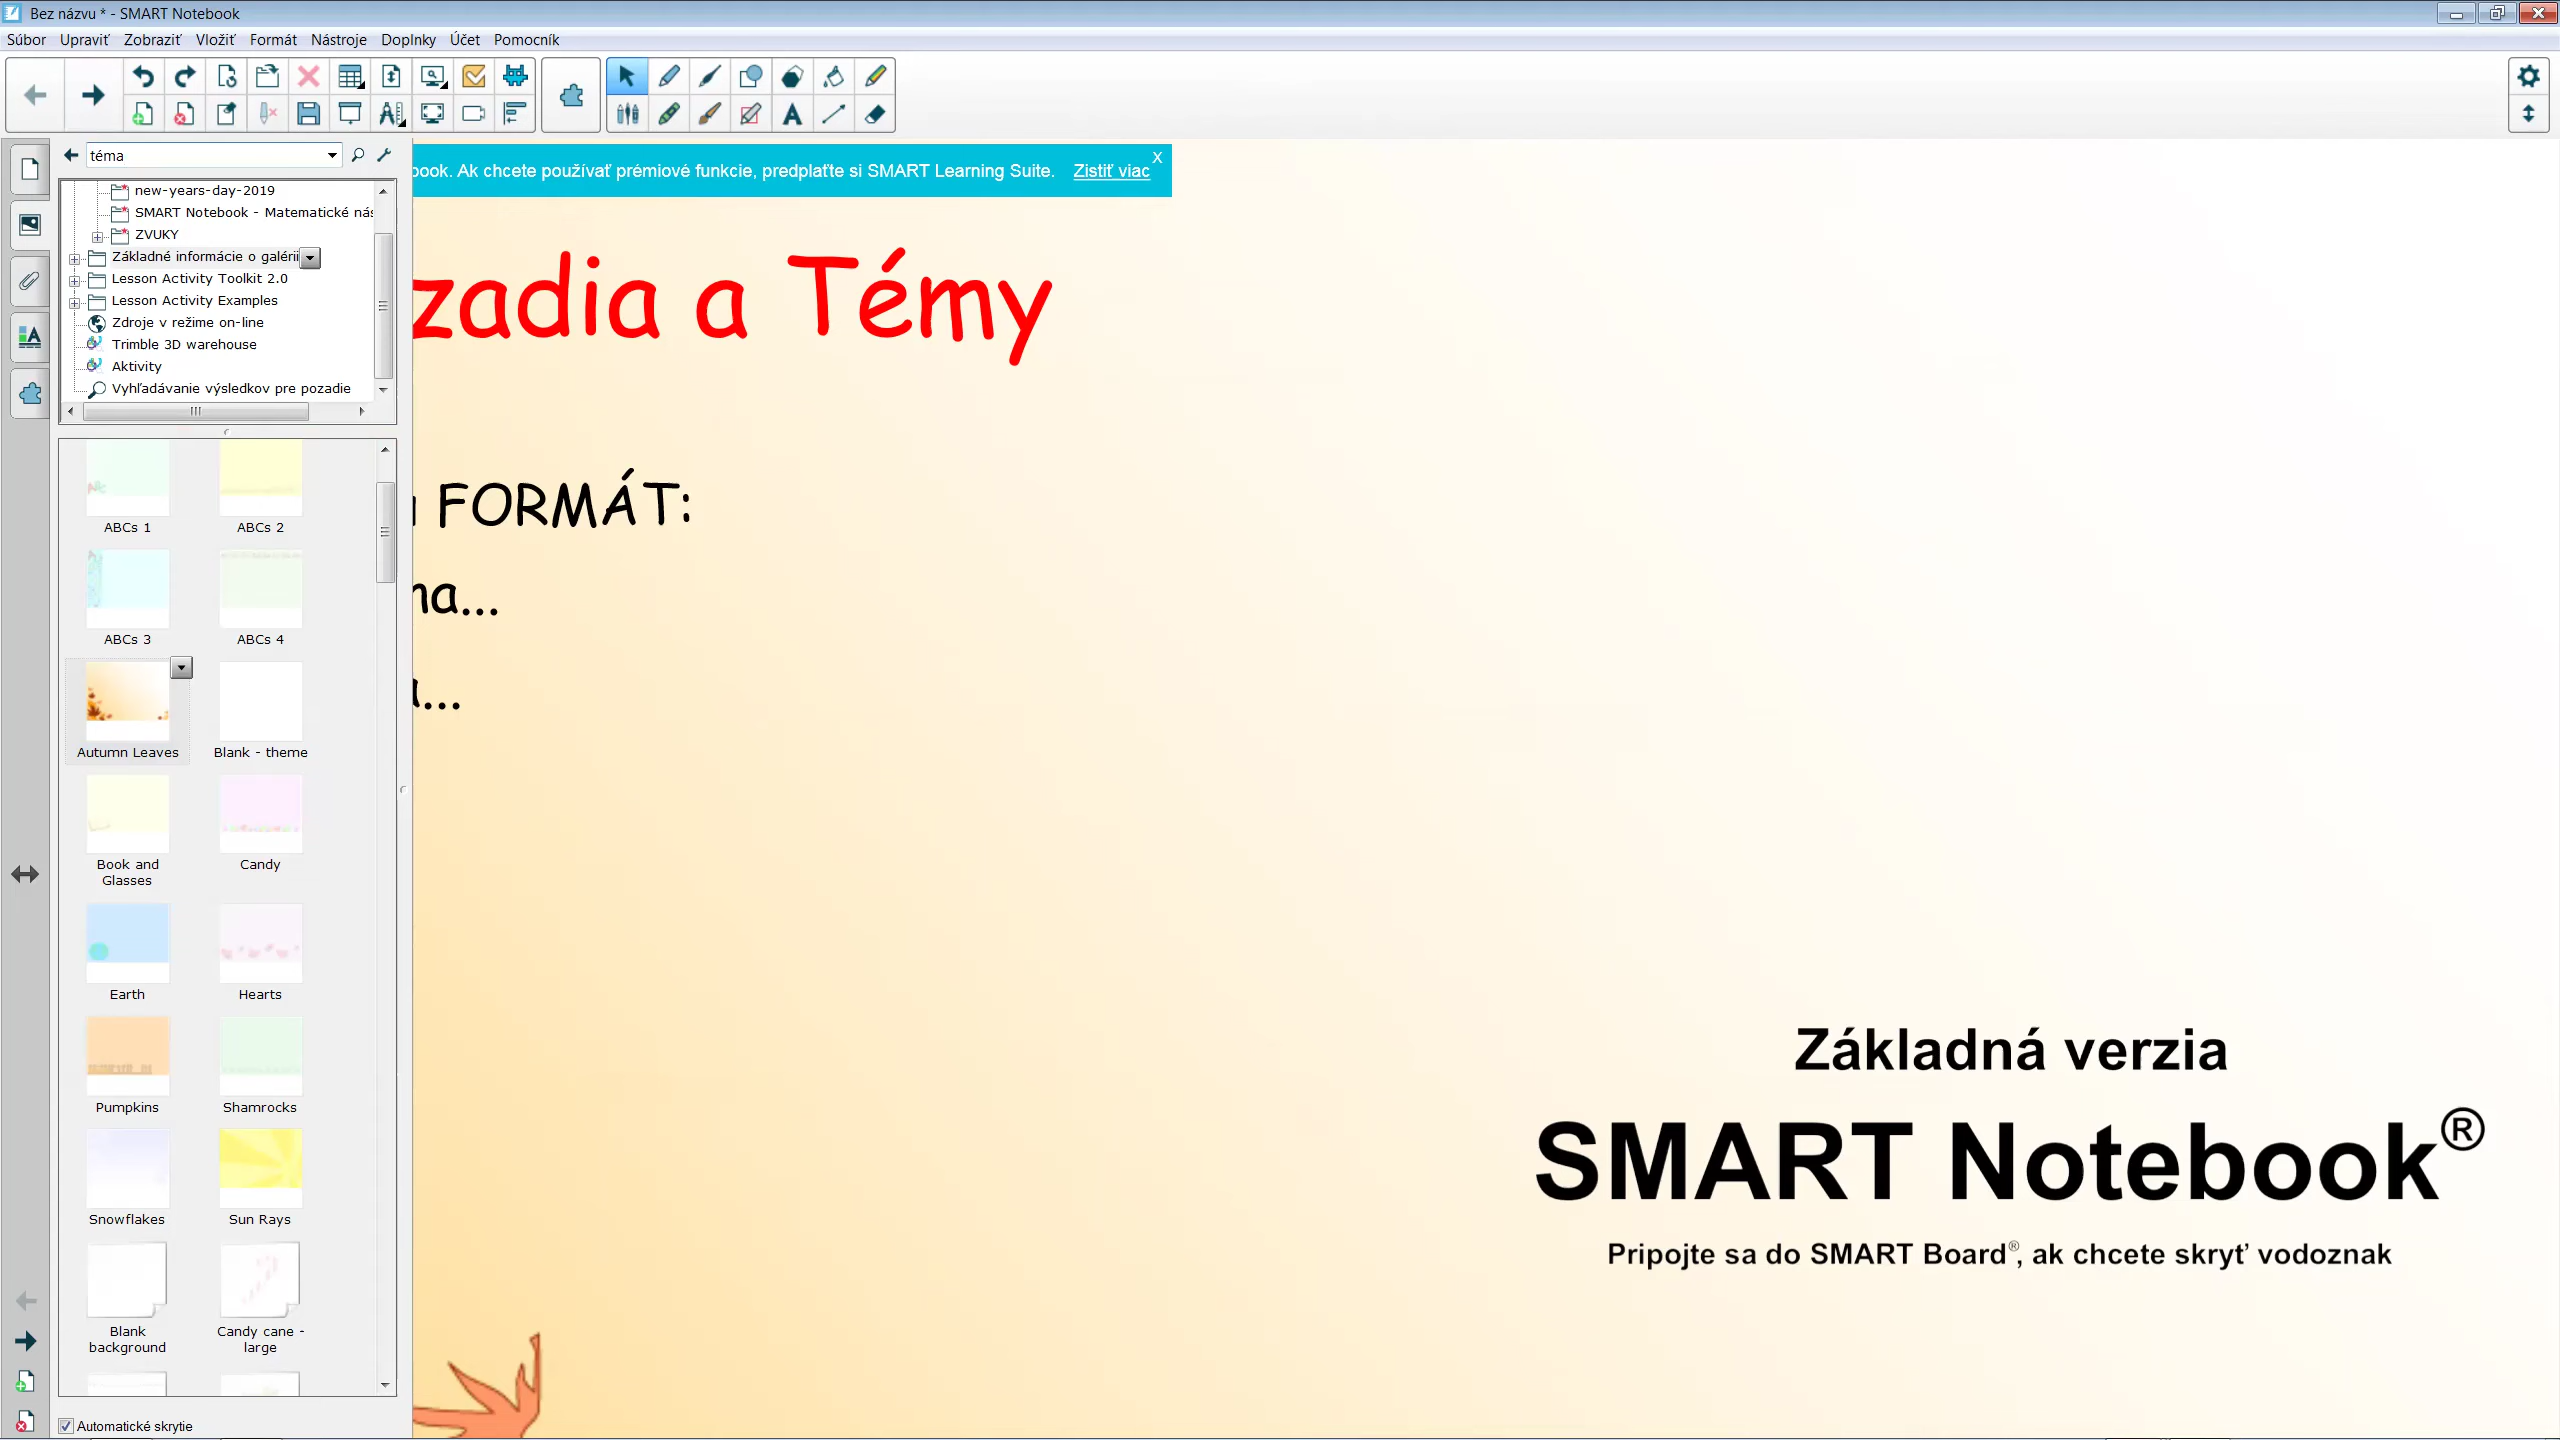 Bez názvu * - SMART Notebook
Súbor Upraviť Zobraziť Vložiť Formát Nástroje Doplnky Účet Pomocník
téma
new-years-day-2019
SMART Notebook - Matematické nás
ZVUKY
Základné informácie o galérii
Lesson Activity Toolkit 2.0
Lesson Activity Examples
Zdroje v režime on-line
Trimble 3D warehouse
Aktivity
Vyhľadávanie výsledkov pre pozadie
ABCs 1
ABCs 2
ABCs 3
ABCs 4
Autumn Leaves
Blank - theme
Book and
Glasses
Candy
Earth
Hearts
Pumpkins
Shamrocks
Snowflakes
Sun Rays
Blank
background
Candy cane -
large
Automatické skrytie
book. Ak chcete používať prémiové funkcie, predplaťte si SMART Learning Suite. Zistiť viac X
zadia a Témy
FORMÁT:
na...
a...
Základná verzia
SMART Notebook®
Pripojte sa do SMART Board®, ak chcete skryť vodoznak